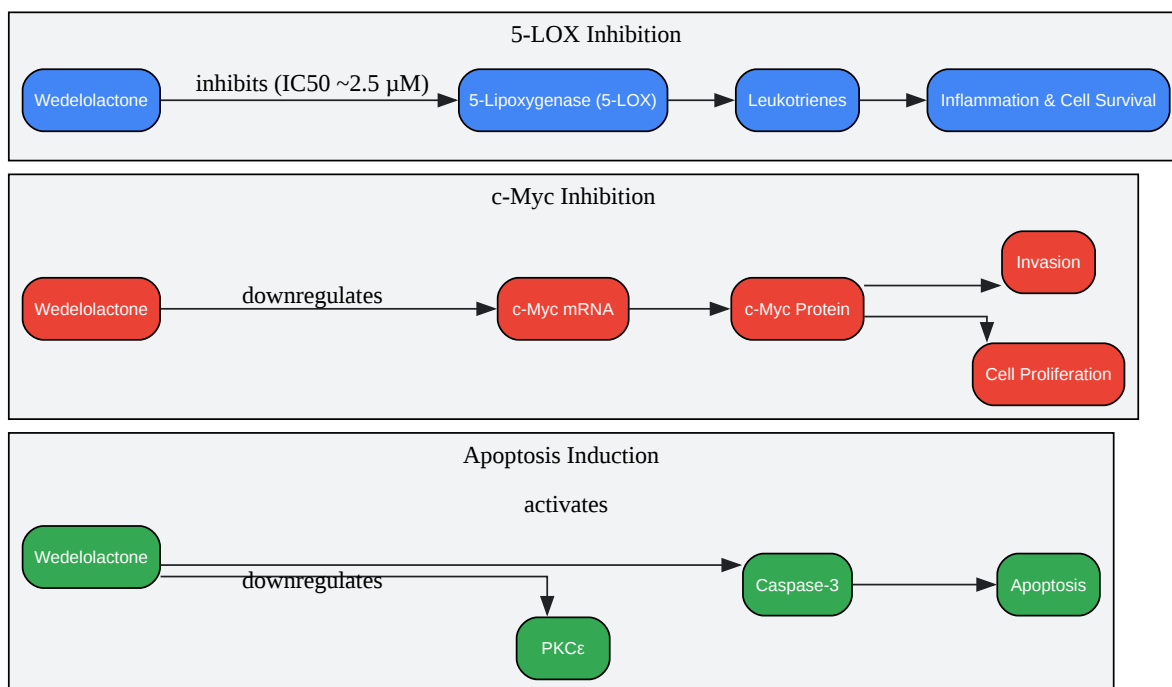 5-LOX Inhibition
Wedelolactone
inhibits (IC50 ~2.5 µM)
5-Lipoxygenase (5-LOX)
Leukotrienes
Inflammation & Cell Survival
c-Myc Inhibition
Wedelolactone
downregulates
c-Myc mRNA
c-Myc Protein
Invasion
Cell Proliferation
Apoptosis Induction
activates
Wedelolactone
downregulates
Caspase-3
Apoptosis
PKCε